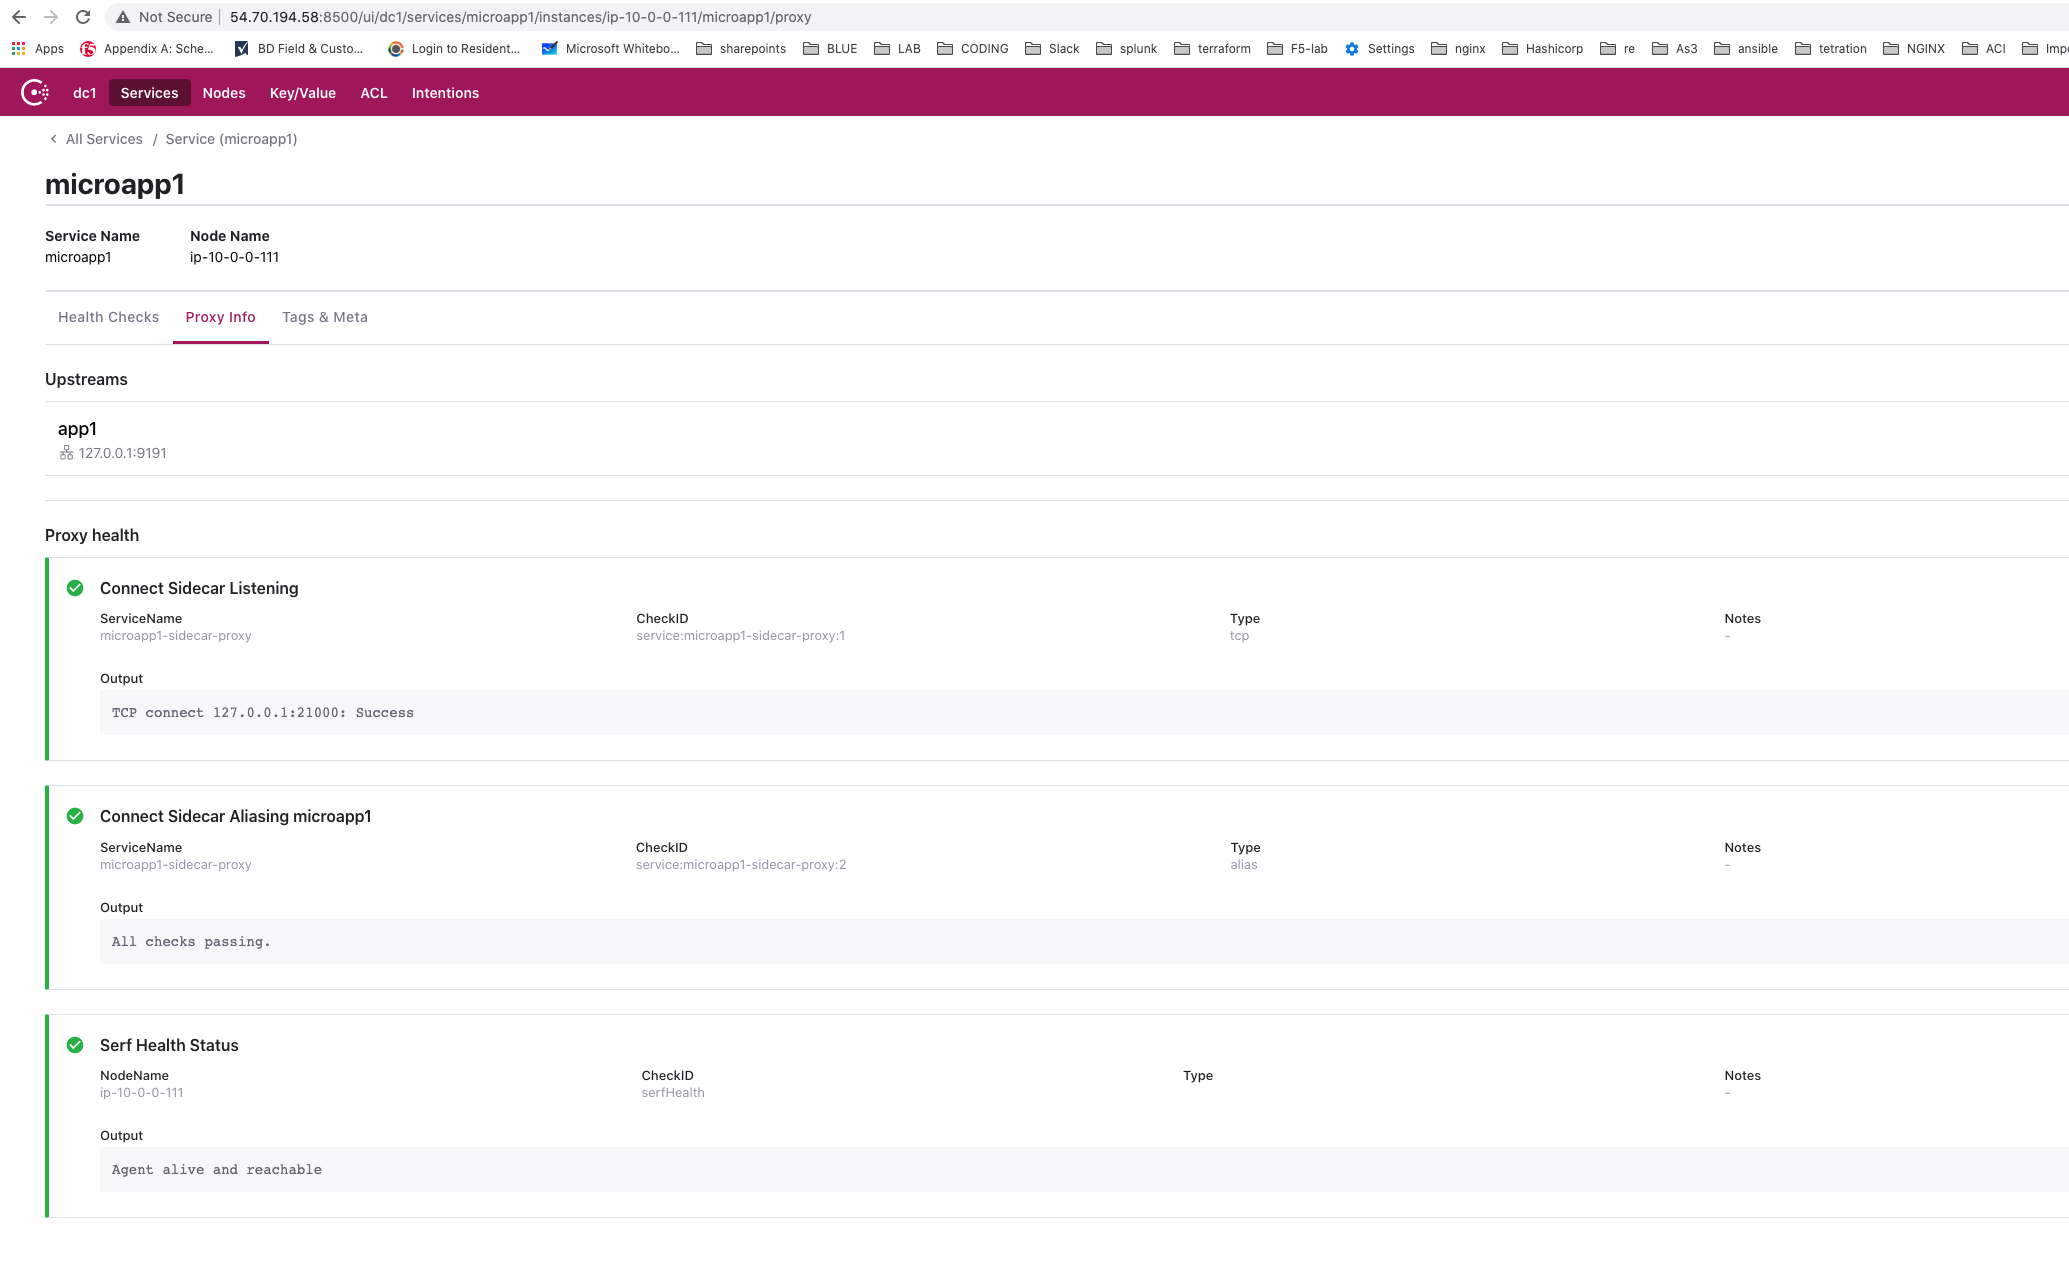 Not Secure | 54.70.194.58:8500/ui/dc1/services/microapp1/instances/ip-10-0-0-111/microapp1/proxy
Apps Appendix A: Sche... BD Field & Custo... Login to Resident... Microsoft Whitebo... sharepoints BLUE LAB CODING Slack splunk terraform F5-lab Settings nginx Hashicorp re As3 ansible tetration NGINX ACI Impo
dc1 Services Nodes Key/Value ACL Intentions
All Services / Service (microapp1)
microapp1
Service Name Node Name
microapp1 ip-10-0-0-111
Health Checks Proxy Info Tags & Meta
Upstreams
app1
127.0.0.1:9191
Proxy health
Connect Sidecar Listening
ServiceName CheckID Type Notes
microapp1-sidecar-proxy service:microapp1-sidecar-proxy:1 tcp -
Output
TCP connect 127.0.0.1:21000: Success
Connect Sidecar Aliasing microapp1
ServiceName CheckID Type Notes
microapp1-sidecar-proxy service:microapp1-sidecar-proxy:2 alias -
Output
All checks passing.
Serf Health Status
NodeName CheckID Type Notes
ip-10-0-0-111 serfHealth -
Output
Agent alive and reachable